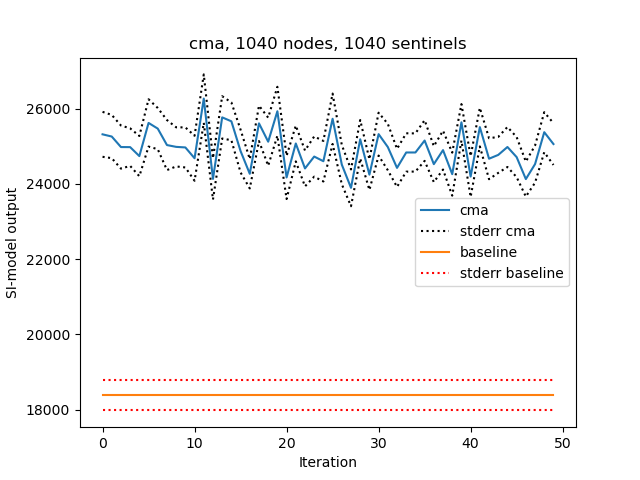 cma, 1040 nodes, 1040 sentinels
SI-model output
26000
24000
22000
20000
18000
cma
stderr cma
baseline
stderr baseline
0 10 20 30 40 50
Iteration